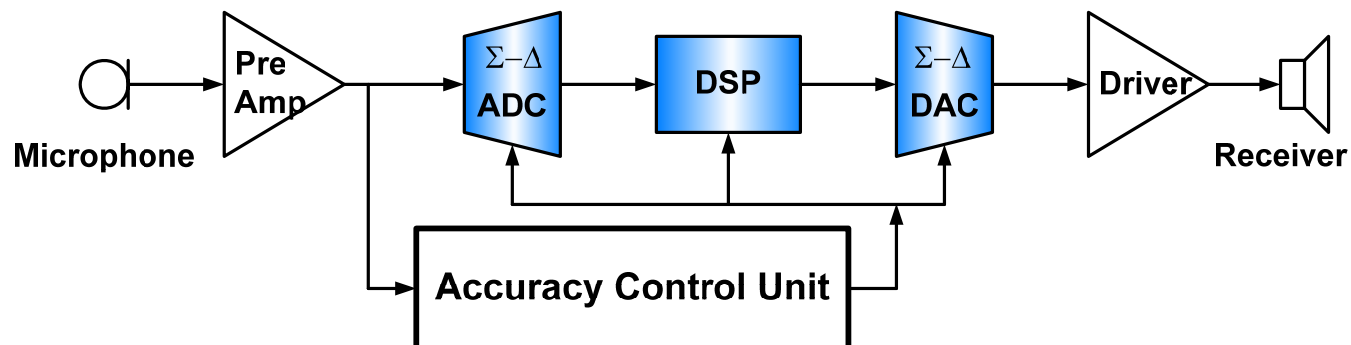 Microphone
Pre
Amp
Σ–Δ
ADC
DSP
Σ–Δ
DAC
Driver
Receiver
Accuracy Control Unit